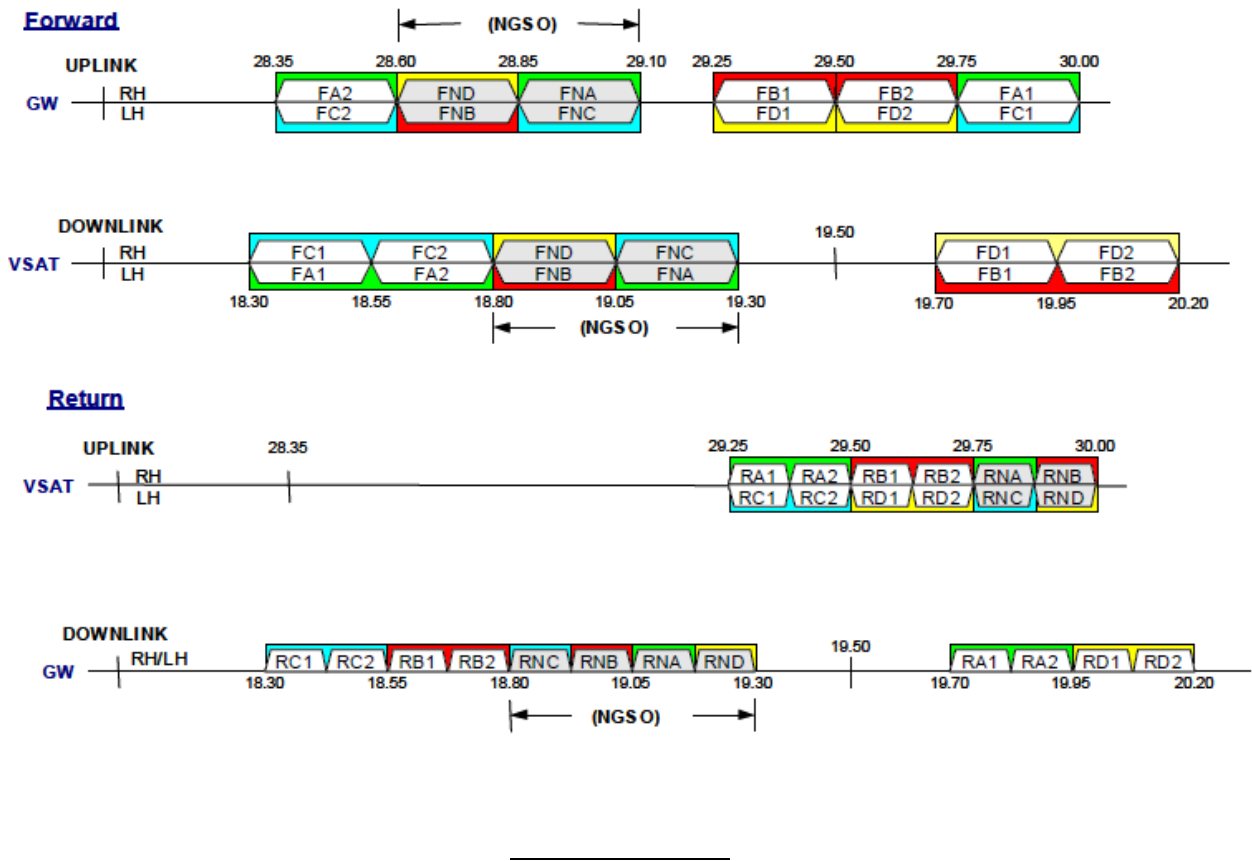 Forward
(NGSO)
UPLINK
28.35 28.60 28.85 29.10 29.25 29.50 29.75 30.00
GW
RH FA2 FND FNA FB1 FB2 FA1
LH FC2 FNB FNC FD1 FD2 FC1
DOWNLINK
19.50
VSAT
RH FC1 FC2 FND FNC FD1 FD2
LH FA1 FA2 FNB FNA FB1 FB2
18.30 18.55 18.80 19.05 19.30 19.70 19.95 20.20
(NGSO)
Return
UPLINK
28.35 29.25 29.50 29.75 30.00
VSAT
RH RA1 RA2 RB1 RB2 RNA RNB
LH RC1 RC2 RD1 RD2 RNC RND
DOWNLINK
19.50
GW
RH/LH RC1 RC2 RB1 RB2 RNC RNB RNA RND RA1 RA2 RD1 RD2
18.30 18.55 18.80 19.05 19.30 19.70 19.95 20.20
(NGSO)